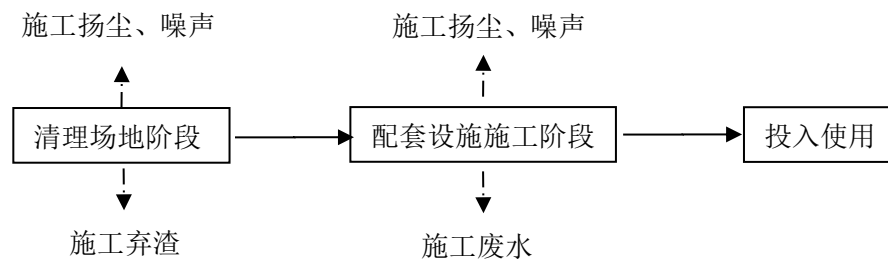 施工扬尘、噪声
施工扬尘、噪声
清理场地阶段
配套设施施工阶段
投入使用
施工弃渣
施工废水